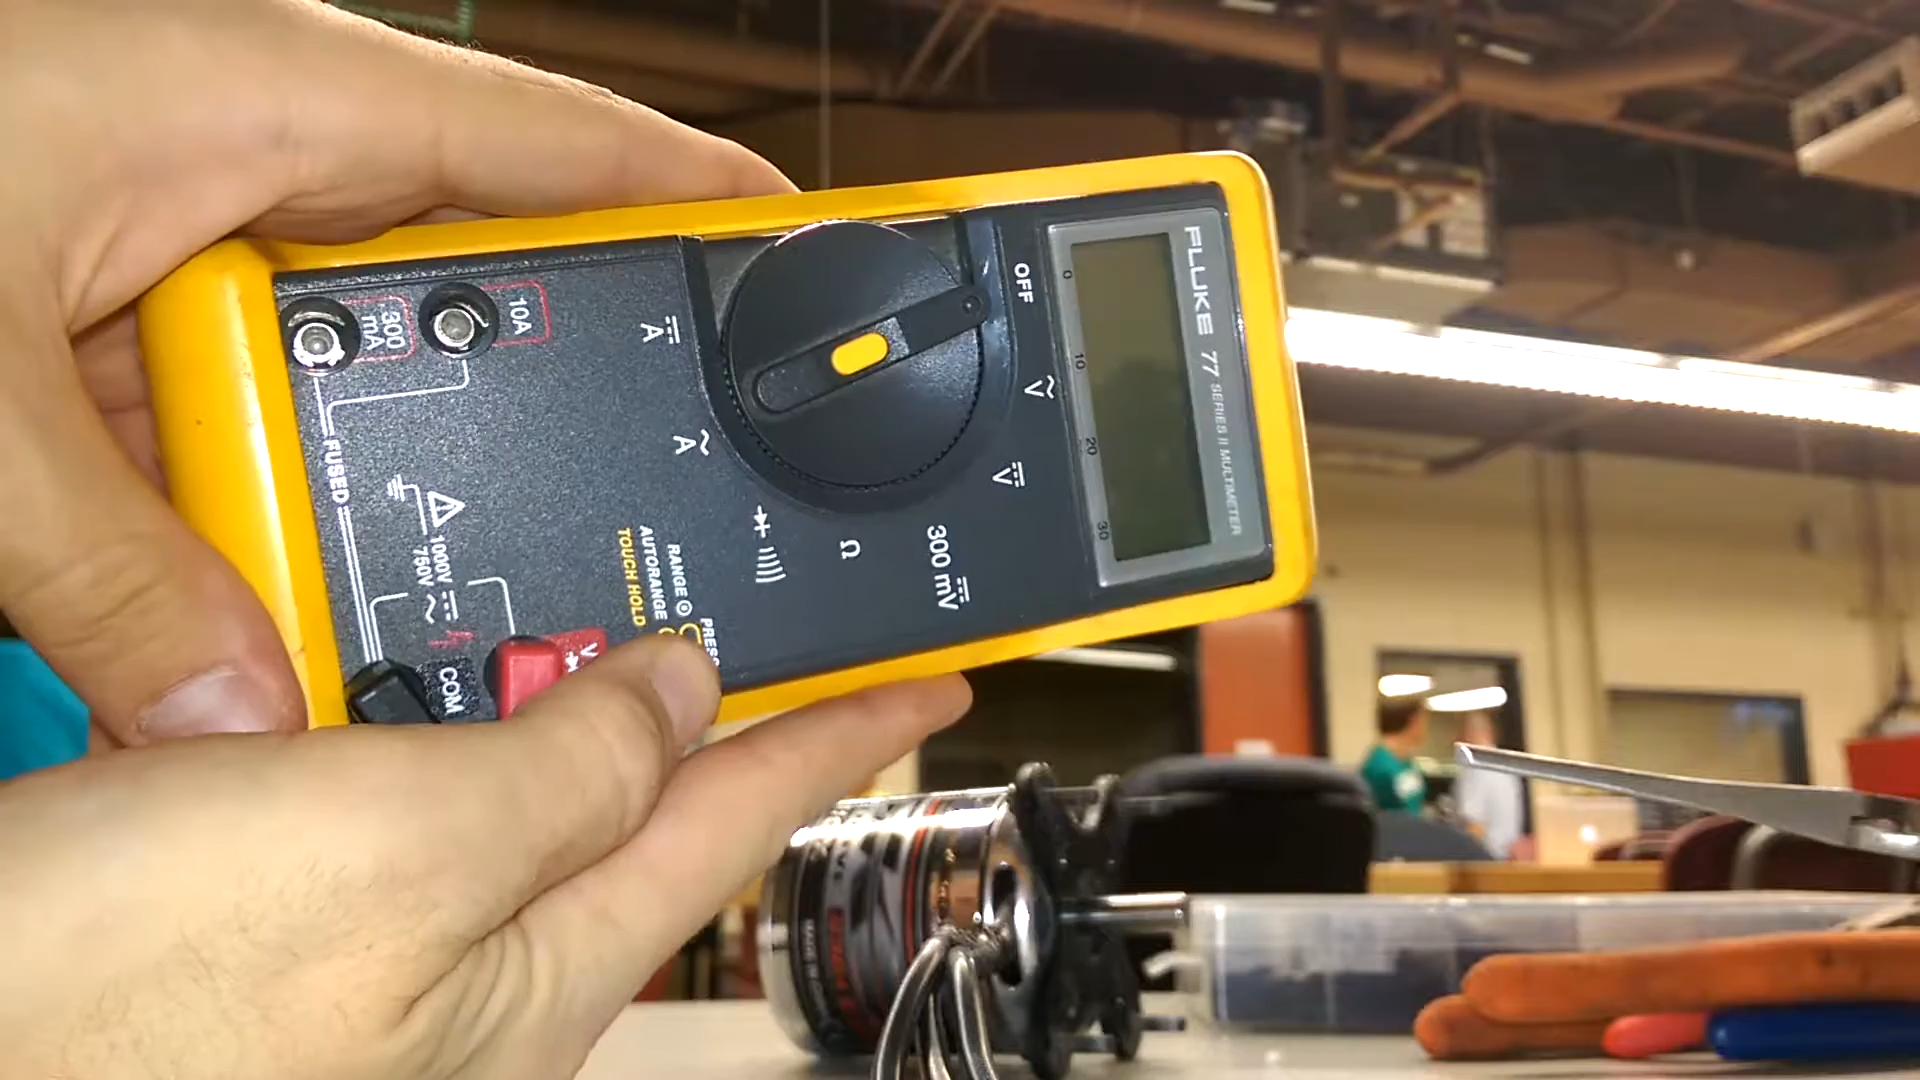 FLUKE 77 SERIES II MULTIMETER
0 10 20 30
OFF
V
V
300 mV
Ω
A
A
PRESS
RANGE
AUTORANGE
TOUCH HOLD
10A
300
mA
FUSED
1000V
750V
COM
V